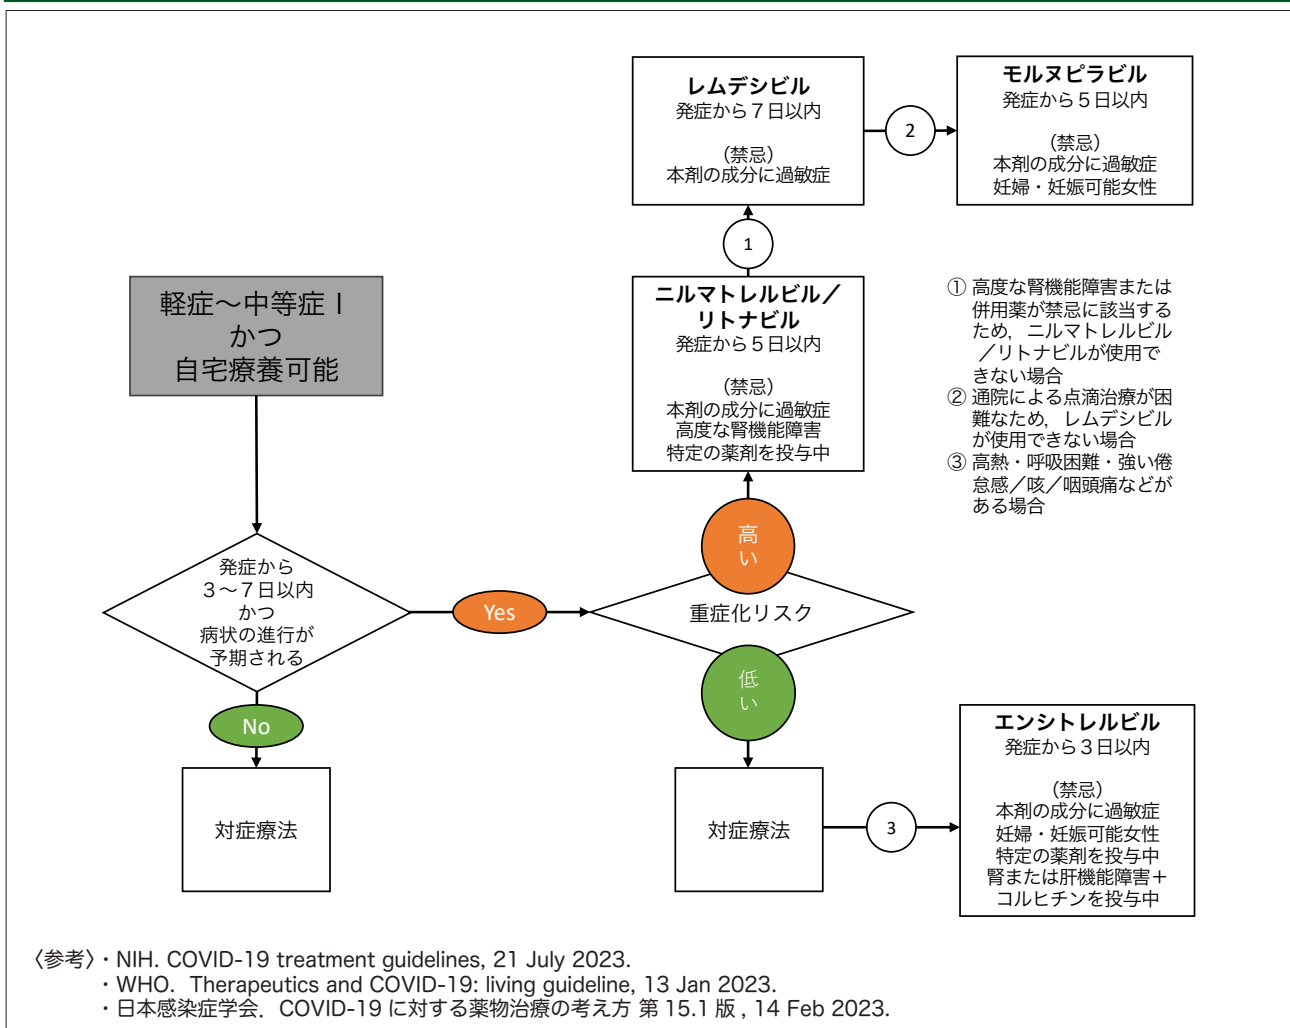 レムデシビル
発症から７日以内
（禁忌）
本剤の成分に過敏症
2
モルヌピラビル
発症から５日以内
（禁忌）
本剤の成分に過敏症
妊婦・妊娠可能女性
1
軽症～中等症Ⅰ
かつ
自宅療養可能
ニルマトレルビル／
リトナビル
発症から５日以内
（禁忌）
本剤の成分に過敏症
高度な腎機能障害
特定の薬剤を投与中
① 高度な腎機能障害または
併用薬が禁忌に該当する
ため，ニルマトレルビル
／リトナビルが使用で
きない場合
② 通院による点滴治療が困
難なため，レムデシビル
が使用できない場合
③ 高熱・呼吸困難・強い倦
怠感／咳／咽頭痛などが
ある場合
高
い
発症から
３～７日以内
かつ
病状の進行が
予期される
Yes
重症化リスク
低
い
No
対症療法
対症療法
3
エンシトレルビル
発症から３日以内
（禁忌）
本剤の成分に過敏症
妊婦・妊娠可能女性
特定の薬剤を投与中
腎または肝機能障害＋
コルヒチンを投与中
〈参考〉・NIH. COVID-19 treatment guidelines, 21 July 2023.
・WHO. Therapeutics and COVID-19: living guideline, 13 Jan 2023.
・日本感染症学会．COVID-19 に対する薬物治療の考え方 第 15.1 版 , 14 Feb 2023.